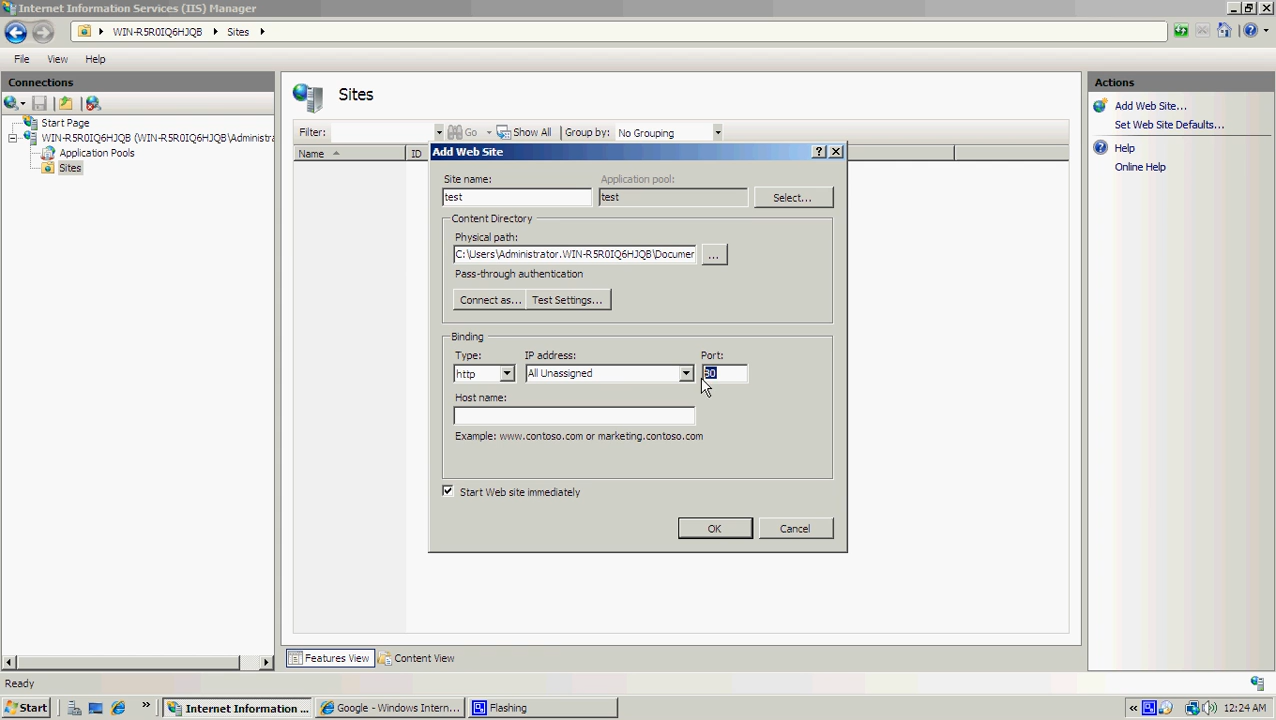 Internet Information Services (IIS) Manager
WIN-R5R0IQ6HJQB Sites
File View Help
Connections
Start Page
WIN-R5R0IQ6HJQB (WIN-R5R0IQ6HJQB\Administra
Application Pools
Sites
Sites
Filter: Go Show All Group by: No Grouping
Name ID
Actions
Add Web Site...
Set Web Site Defaults...
Help
Online Help
Add Web Site
Site name: Application pool:
test test Select...
Content Directory
Physical path:
C:\Users\Administrator.WIN-R5R0IQ6HJQB\Documer ...
Pass-through authentication
Connect as... Test Settings...
Binding
Type: IP address: Port:
http All Unassigned 80
Host name:
Example: www.contoso.com or marketing.contoso.com
Start Web site immediately
OK Cancel
Features View Content View
Ready
Start Internet Information ... Google - Windows Intern... Flashing 12:24 AM